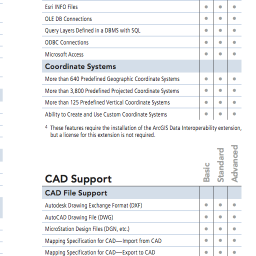 Esri INFO Files
OLE DB Connections
Query Layers Defined in a DBMS with SQL
ODBC Connections
Microsoft Access
Coordinate Systems
More than 640 Predefined Geographic Coordinate Systems
More than 3,800 Predefined Projected Coordinate Systems
More than 125 Predefined Vertical Coordinate Systems
Ability to Create and Use Custom Coordinate Systems
These features require the installation of the ArcGIS Data Interoperability extension,
but a license for this extension is not required.
Basic
Standard
Advanced
CAD Support
CAD File Support
Autodesk Drawing Exchange Format (DXF)
AutoCAD Drawing File (DWG)
MicroStation Design Files (DGN, etc.)
Mapping Specification for CAD—Import from CAD
Mapping Specification for CAD—Export to CAD